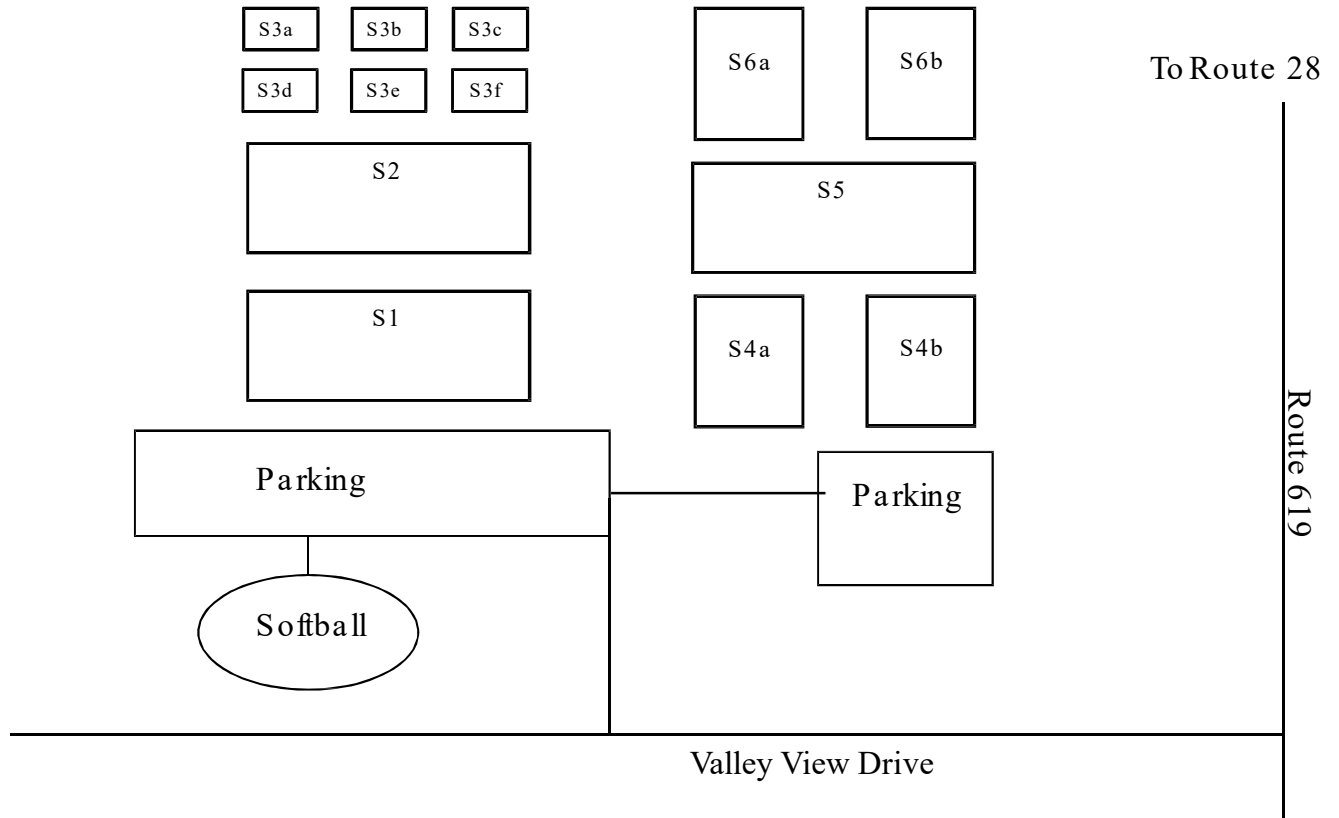 S3a S3b S3c
S6a S6b
To Route 28
S3d S3e S3f
S2
S5
S1
S4a S4b
Route 619
Parking
Parking
Softball
Valley View Drive